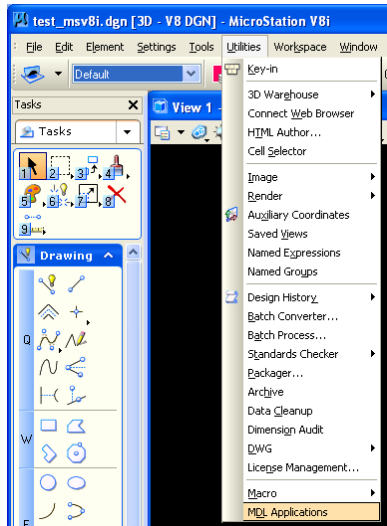 test_msv8i.dgn [3D - V8 DGN] - MicroStation V8i
File Edit Element Settings Tools Utilities Workspace Window
Default
Tasks
Tasks
1 2 3 4
5 6 7 8
9
Drawing
Q
W
View 1 -
Key-in
3D Warehouse
Connect Web Browser
HTML Author...
Cell Selector
Image
Render
Auxiliary Coordinates
Saved Views
Named Expressions
Named Groups
Design History
Batch Converter...
Batch Process...
Standards Checker
Packager...
Archive
Data Cleanup
Dimension Audit
DWG
License Management...
Macro
MDL Applications